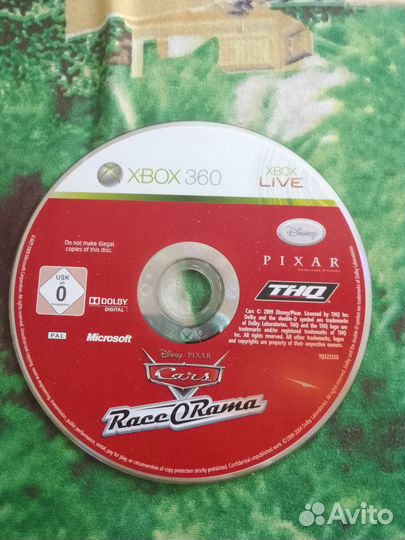 XBOX 360
XBOX
LIVE
Do not make illegal
copies of this disc.
USK
ab
0
DOLBY
DIGITAL
PAL
Microsoft
Disney
PIXAR
ANIMATION STUDIOS
THQ
Cars © 2009 Disney/Pixar. Licensed by THQ Inc.
Dolby and the double-D symbol are trademarks
of Dolby Laboratories. THQ and the THQ logo are
trademarks and/or registered trademarks of THQ
Inc. All rights reserved. All other trademarks, logos
and copyrights are property of their respective owners.
Disney · PIXAR
Cars
Race O Rama
Avito